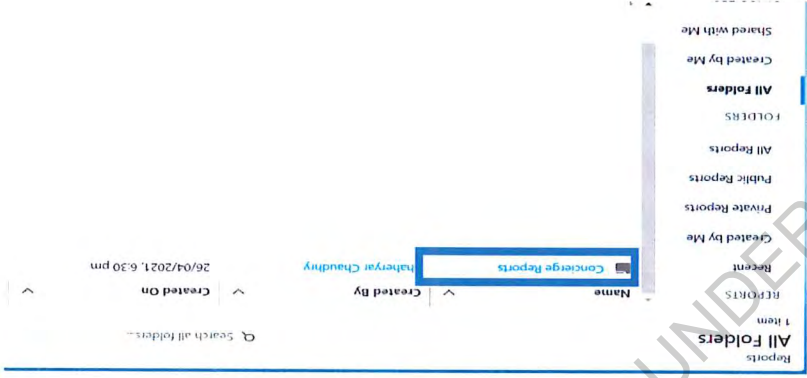 Reports
All Folders
1 item
Search all folders...
REPORTS
Name
Created By
Created On
Recent
Concierge Reports
Shaheryar Chaudhry
26/04/2021, 6:30 pm
Created by Me
Private Reports
Public Reports
All Reports
FOLDERS
All Folders
Created by Me
Shared with Me
UNDER